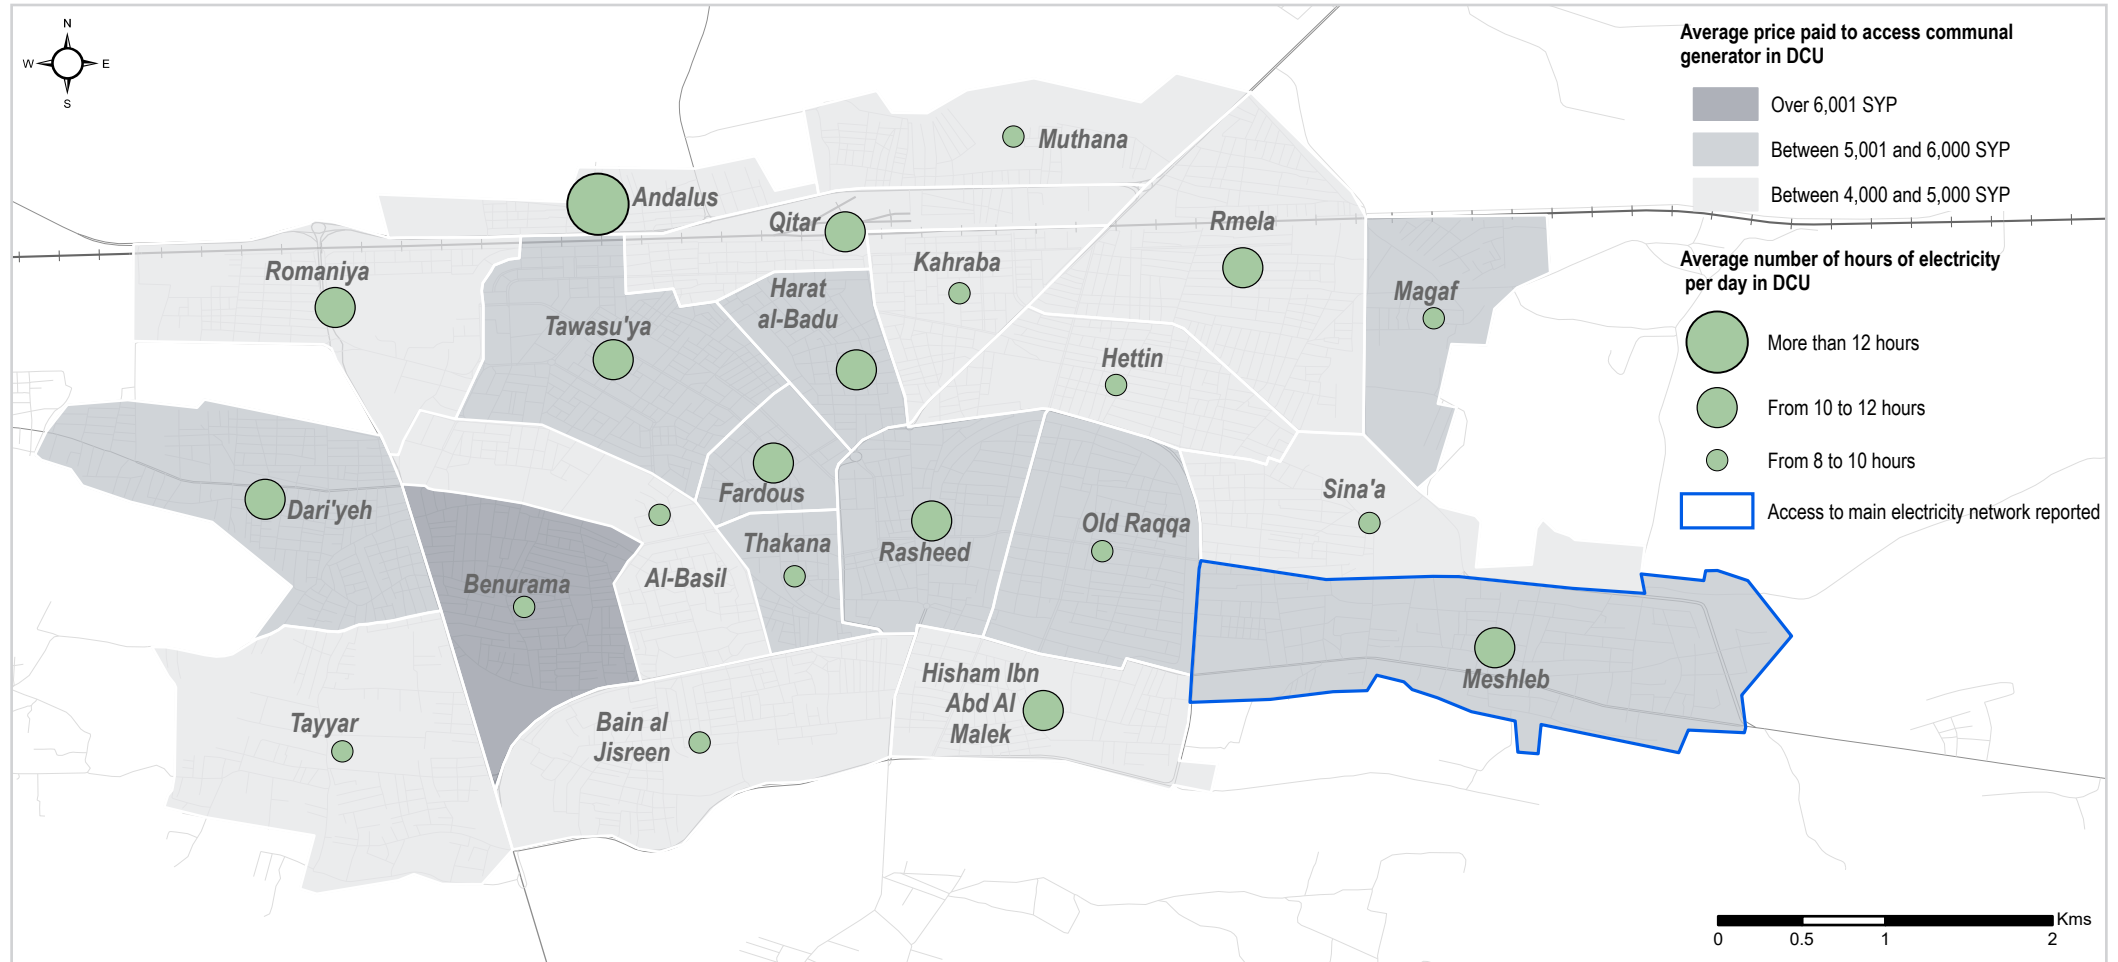 N
W
E
S
Average price paid to access communal
generator in DCU
Over 6,001 SYP
Between 5,001 and 6,000 SYP
Between 4,000 and 5,000 SYP
Average number of hours of electricity
per day in DCU
More than 12 hours
From 10 to 12 hours
From 8 to 10 hours
Access to main electricity network reported
Muthana
Andalus
Qitar
Rmela
Romaniya
Kahraba
Harat
al-Badu
Magaf
Tawasu'ya
Hettin
Fardous
Sina'a
Dari'yeh
Old Raqqa
Thakana
Rasheed
Al-Basil
Benurama
Hisham Ibn
Abd Al
Malek
Meshleb
Tayyar
Bain al
Jisreen
Kms
0
0.5
1
2